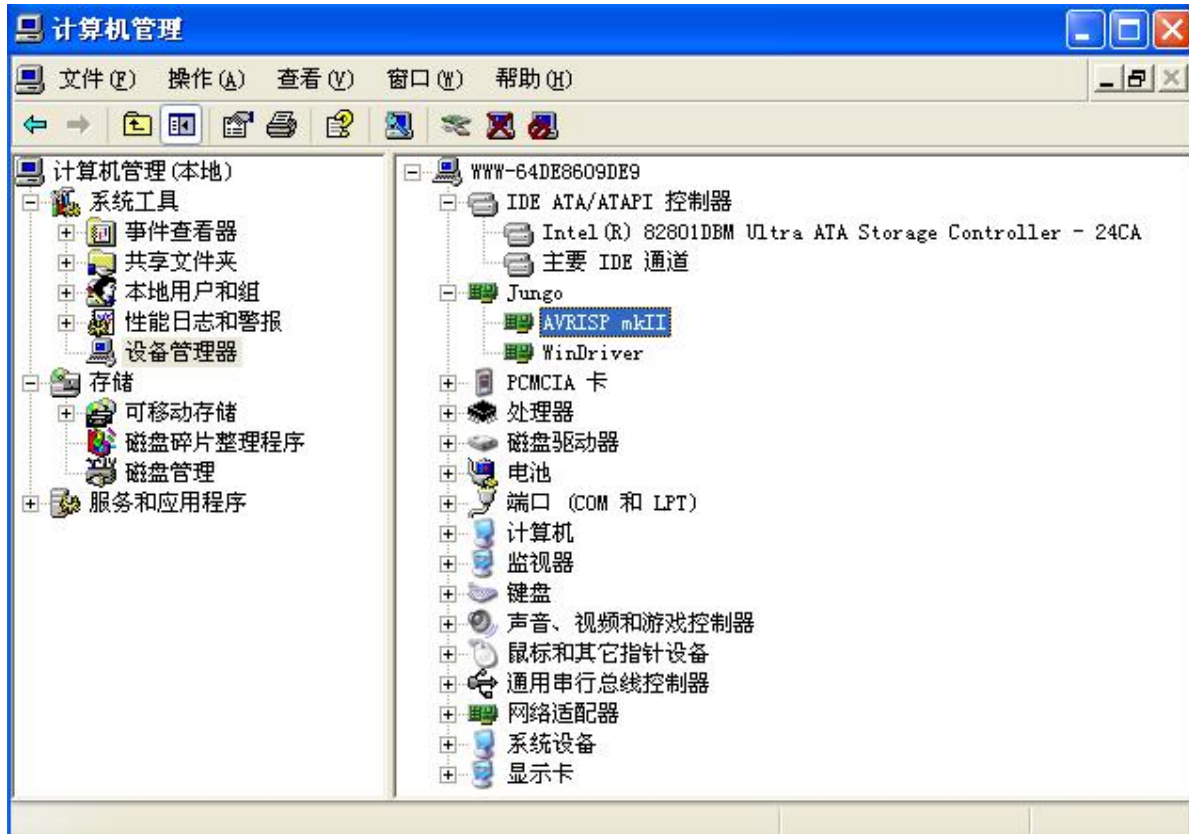 计算机管理
文件(F) 操作(A) 查看(V) 窗口(W) 帮助(H)
计算机管理(本地)
系统工具
事件查看器
共享文件夹
本地用户和组
性能日志和警报
设备管理器
存储
可移动存储
磁盘碎片整理程序
磁盘管理
服务和应用程序
WWW-64DE8609DE9
IDE ATA/ATAPI 控制器
Intel(R) 82801DBM Ultra ATA Storage Controller - 24CA
主要 IDE 通道
Jungo
AVRISP mkII
WinDriver
PCMCIA 卡
处理器
磁盘驱动器
电池
端口 (COM 和 LPT)
计算机
监视器
键盘
声音、视频和游戏控制器
鼠标和其它指针设备
通用串行总线控制器
网络适配器
系统设备
显示卡